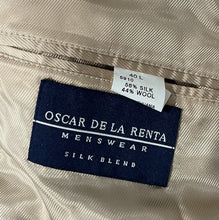 40 L
56% SILK
44% WOOL
OSCAR DE LA RENTA
MENSWEAR
SILK BLEND